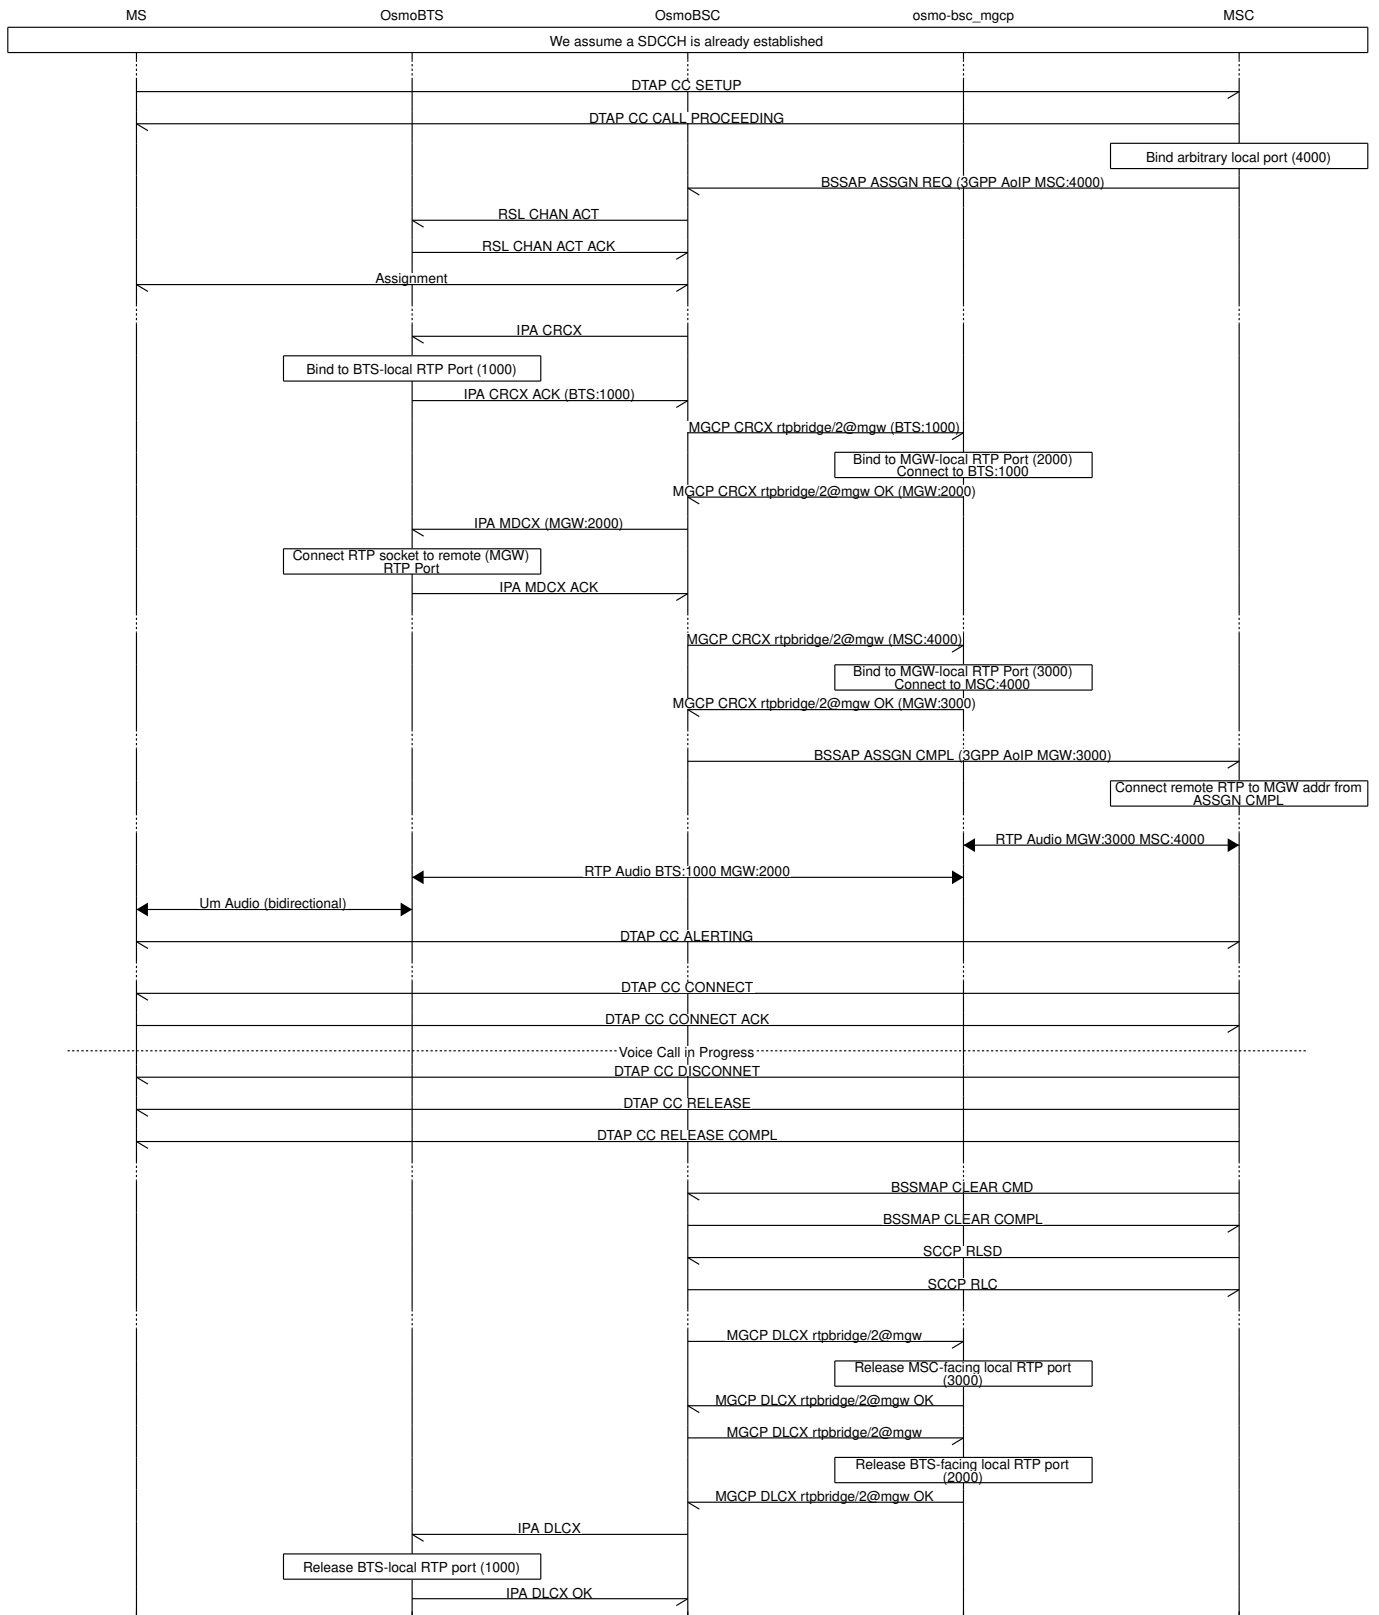 MS OsmoBTS OsmoBSC osmo-bsc_mgcp MSC
We assume a SDCCH is already established
DTAP CC SETUP
DTAP CC CALL PROCEEDING
Bind arbitrary local port (4000)
BSSAP ASSGN REQ (3GPP AoIP MSC:4000)
RSL CHAN ACT
RSL CHAN ACT ACK
Assignment
IPA CRCX
Bind to BTS-local RTP Port (1000)
IPA CRCX ACK (BTS:1000)
MGCP CRCX rtpbridge/2@mgw (BTS:1000)
Bind to MGW-local RTP Port (2000)
Connect to BTS:1000
MGCP CRCX rtpbridge/2@mgw OK (MGW:2000)
IPA MDCX (MGW:2000)
Connect RTP socket to remote (MGW)
RTP Port
IPA MDCX ACK
MGCP CRCX rtpbridge/2@mgw (MSC:4000)
Bind to MGW-local RTP Port (3000)
Connect to MSC:4000
MGCP CRCX rtpbridge/2@mgw OK (MGW:3000)
BSSAP ASSGN CMPL (3GPP AoIP MGW:3000)
Connect remote RTP to MGW addr from
ASSGN CMPL
RTP Audio MGW:3000 MSC:4000
RTP Audio BTS:1000 MGW:2000
Um Audio (bidirectional)
DTAP CC ALERTING
DTAP CC CONNECT
DTAP CC CONNECT ACK
Voice Call in Progress
DTAP CC DISCONNET
DTAP CC RELEASE
DTAP CC RELEASE COMPL
BSSMAP CLEAR CMD
BSSMAP CLEAR COMPL
SCCP RLSD
SCCP RLC
MGCP DLCX rtpbridge/2@mgw
Release MSC-facing local RTP port
(3000)
MGCP DLCX rtpbridge/2@mgw OK
MGCP DLCX rtpbridge/2@mgw
Release BTS-facing local RTP port
(2000)
MGCP DLCX rtpbridge/2@mgw OK
IPA DLCX
Release BTS-local RTP port (1000)
IPA DLCX OK